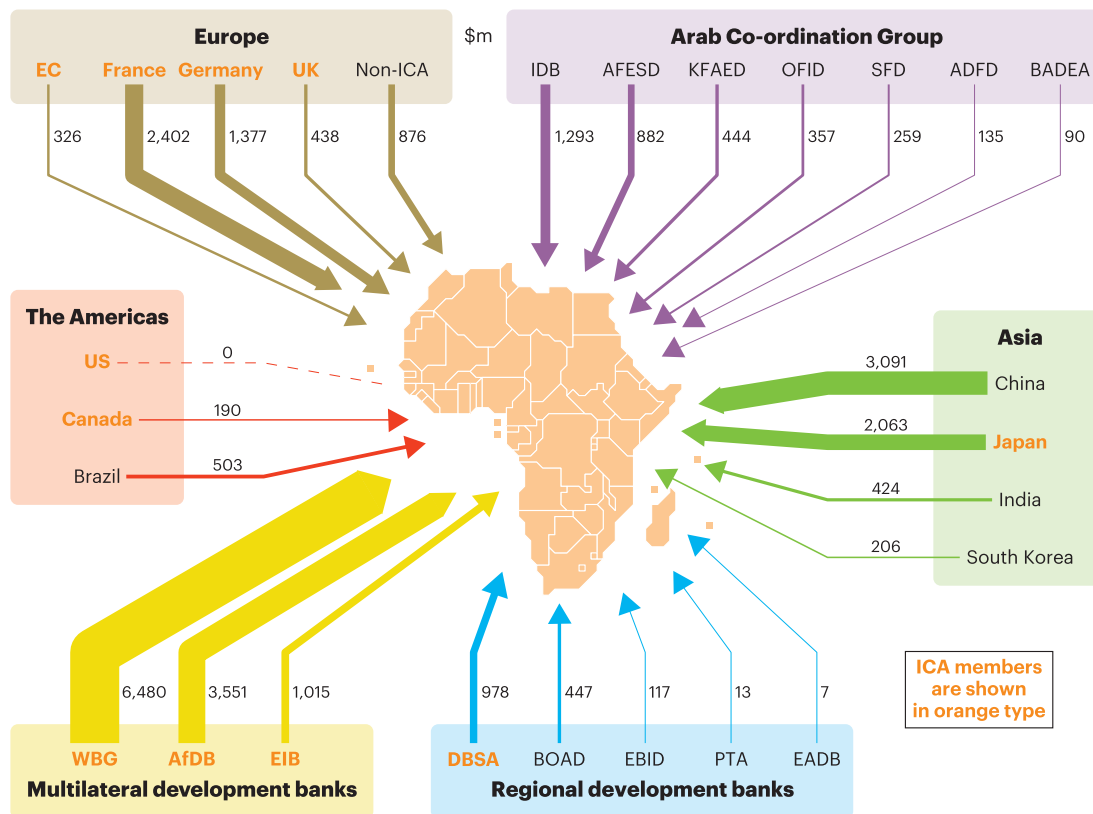 Europe
$m
Arab Co-ordination Group
EC France Germany UK Non-ICA
IDB AFESD KFAED OFID SFD ADFD BADEA
326 2,402 1,377 438 876
1,293 882 444 357 259 135 90
The Americas
US 0
Canada 190
Brazil 503
Asia
3,091 China
2,063 Japan
424 India
206 South Korea
ICA members
are shown
in orange type
6,480 3,551 1,015
978 447 117 13 7
WBG AfDB EIB
Multilateral development banks
DBSA BOAD EBID PTA EADB
Regional development banks